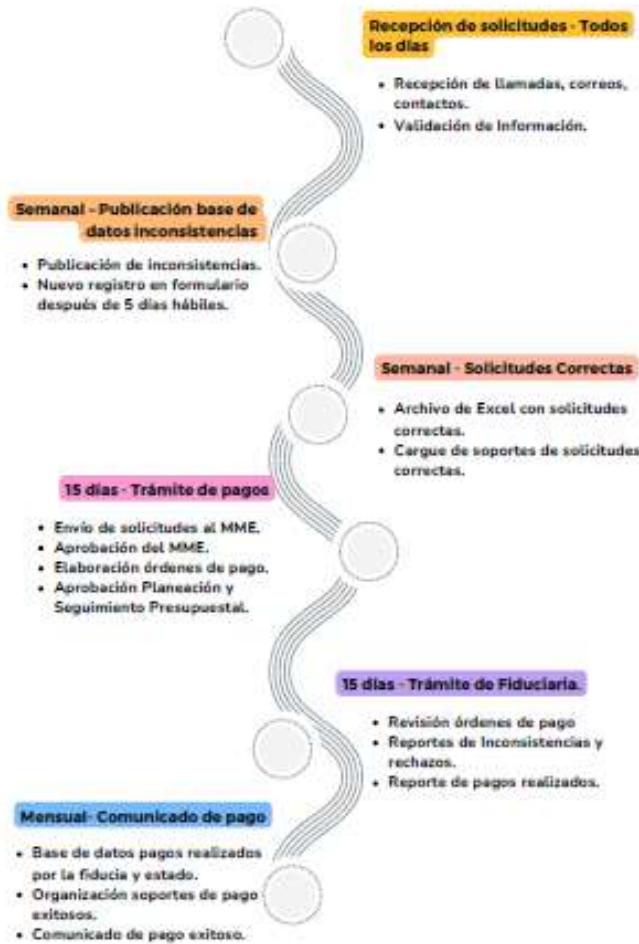 Recepción de solicitudes - Todos
los días
• Recepción de llamadas, correos,
contactos.
• Validación de Información.
Semanal - Publicación base de
datos inconsistencias
• Publicación de inconsistencias.
• Nuevo registro en formulario
después de 5 días hábiles.
Semanal - Solicitudes Correctas
• Archivo de Excel con solicitudes
correctas.
• Cargue de soportes de solicitudes
correctas.
15 días - Trámite de pagos
• Envío de solicitudes al MME.
• Aprobación del MME.
• Elaboración órdenes de pago.
• Aprobación Planeación y
Seguimiento Presupuestal.
15 días - Trámite de Fiduciaria.
• Revisión órdenes de pago
• Reportes de Inconsistencias y
rechazos.
• Reporte de pagos realizados.
Mensual- Comunicado de pago
• Base de datos pagos realizados
por la fiducia y estado.
• Organización soportes de pago
exitosos.
• Comunicado de pago exitoso.